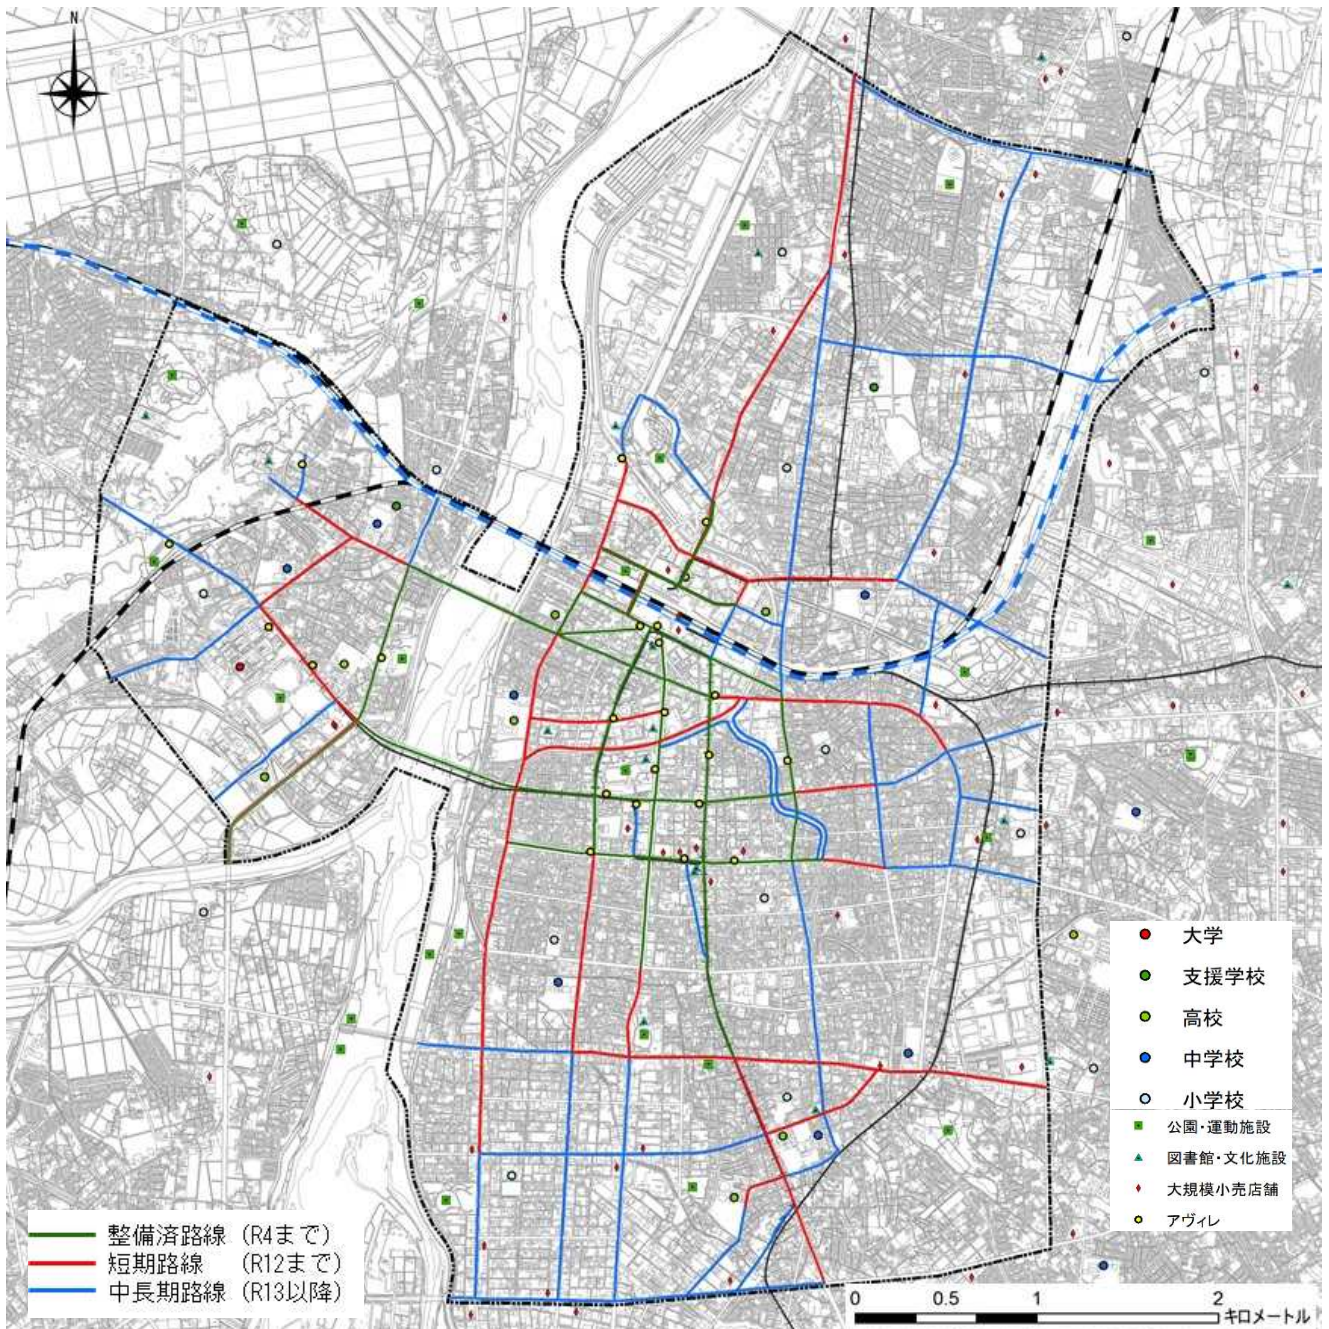 N
大学
支援学校
高校
中学校
小学校
公園・運動施設
図書館・文化施設
大規模小売店舗
アヴィレ
整備済路線（R4まで）
短期路線　（R12まで）
中長期路線（R13以降）
0 0.5 1 2
キロメートル